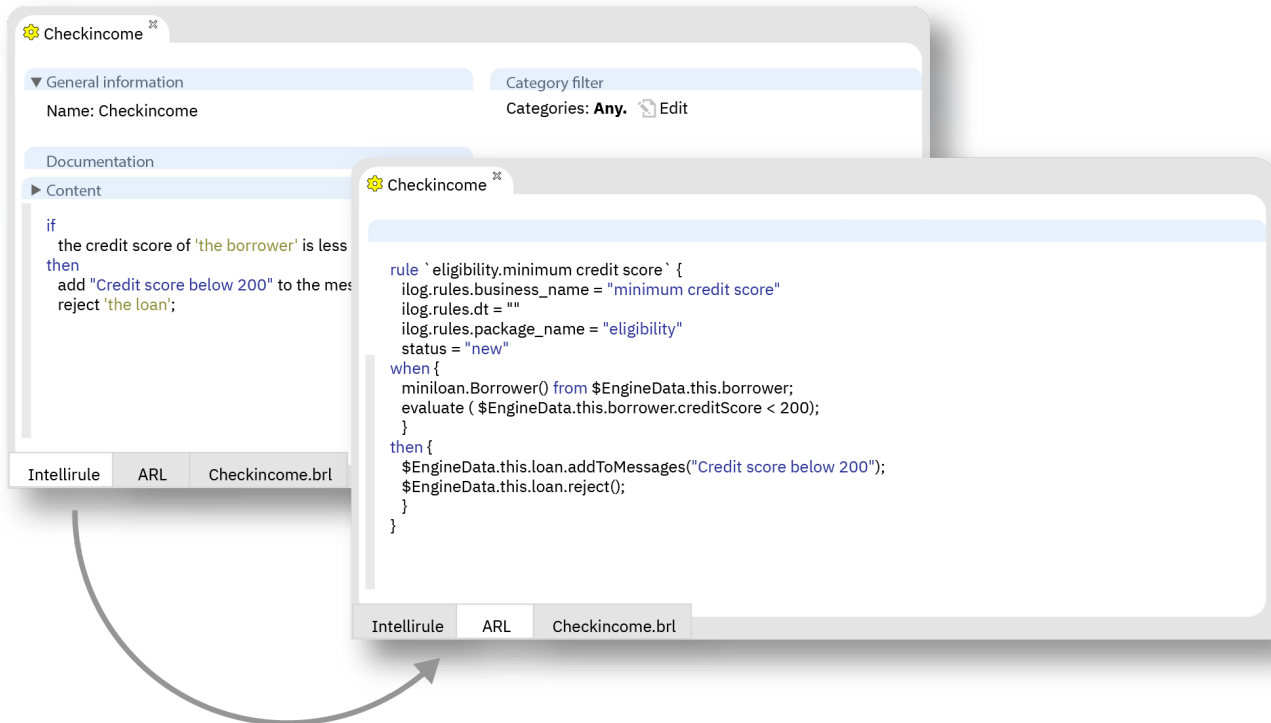 Checkincome
General information
Name: Checkincome
Category filter
Categories: Any. Edit
Documentation
Content
if
the credit score of 'the borrower' is less
then
add "Credit score below 200" to the mes
reject 'the loan';
Intellirule ARL Checkincome.brl
Checkincome
rule `eligibility.minimum credit score` {
ilog.rules.business_name = "minimum credit score"
ilog.rules.dt = ""
ilog.rules.package_name = "eligibility"
status = "new"
when {
miniloan.Borrower() from $EngineData.this.borrower;
evaluate ( $EngineData.this.borrower.creditScore < 200);
}
then {
$EngineData.this.loan.addToMessages("Credit score below 200");
$EngineData.this.loan.reject();
}
}
Intellirule ARL Checkincome.brl